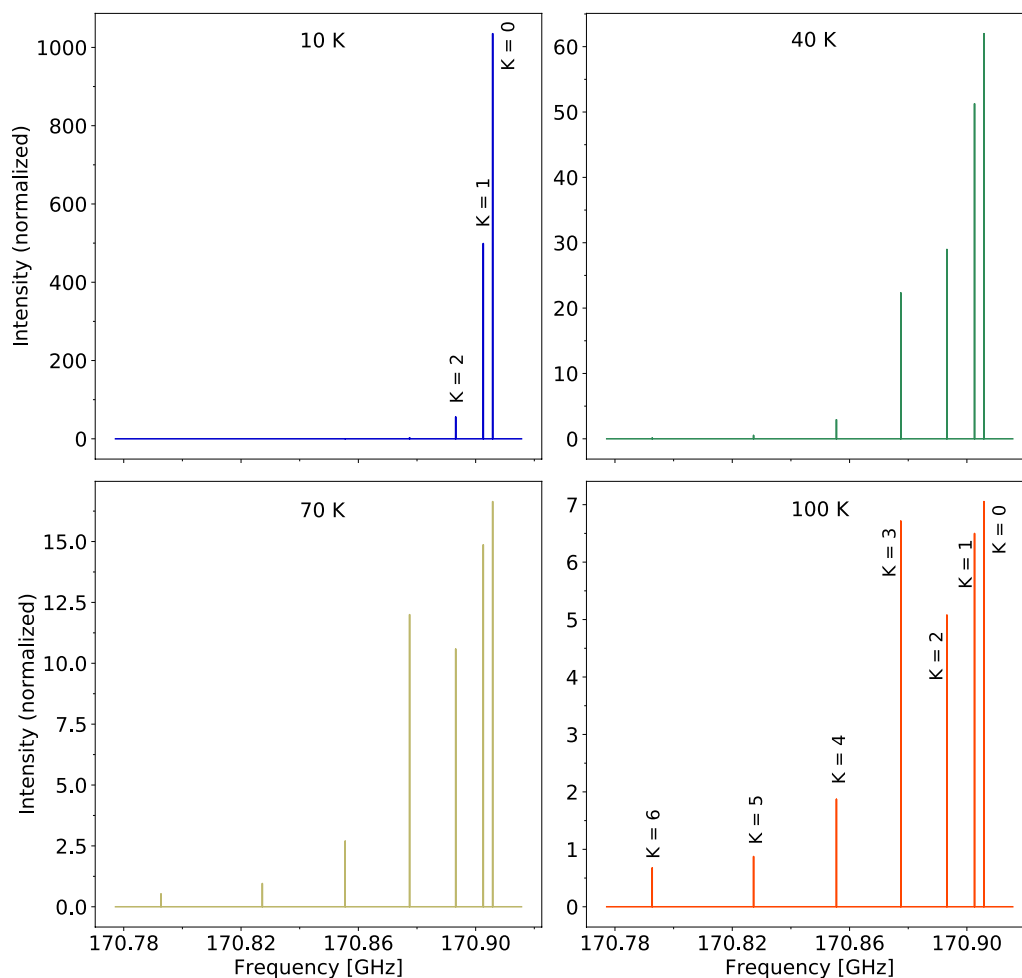 10 K
K = 0
K = 1
K = 2
1000
800
600
400
200
0
Intensity (normalized)
40 K
60
50
40
30
20
10
0
70 K
15.0
12.5
10.0
7.5
5.0
2.5
0.0
Intensity (normalized)
170.78
170.82
170.86
170.90
Frequency [GHz]
100 K
K = 0
K = 1
K = 2
K = 3
K = 4
K = 5
K = 6
7
6
5
4
3
2
1
0
170.78
170.82
170.86
170.90
Frequency [GHz]